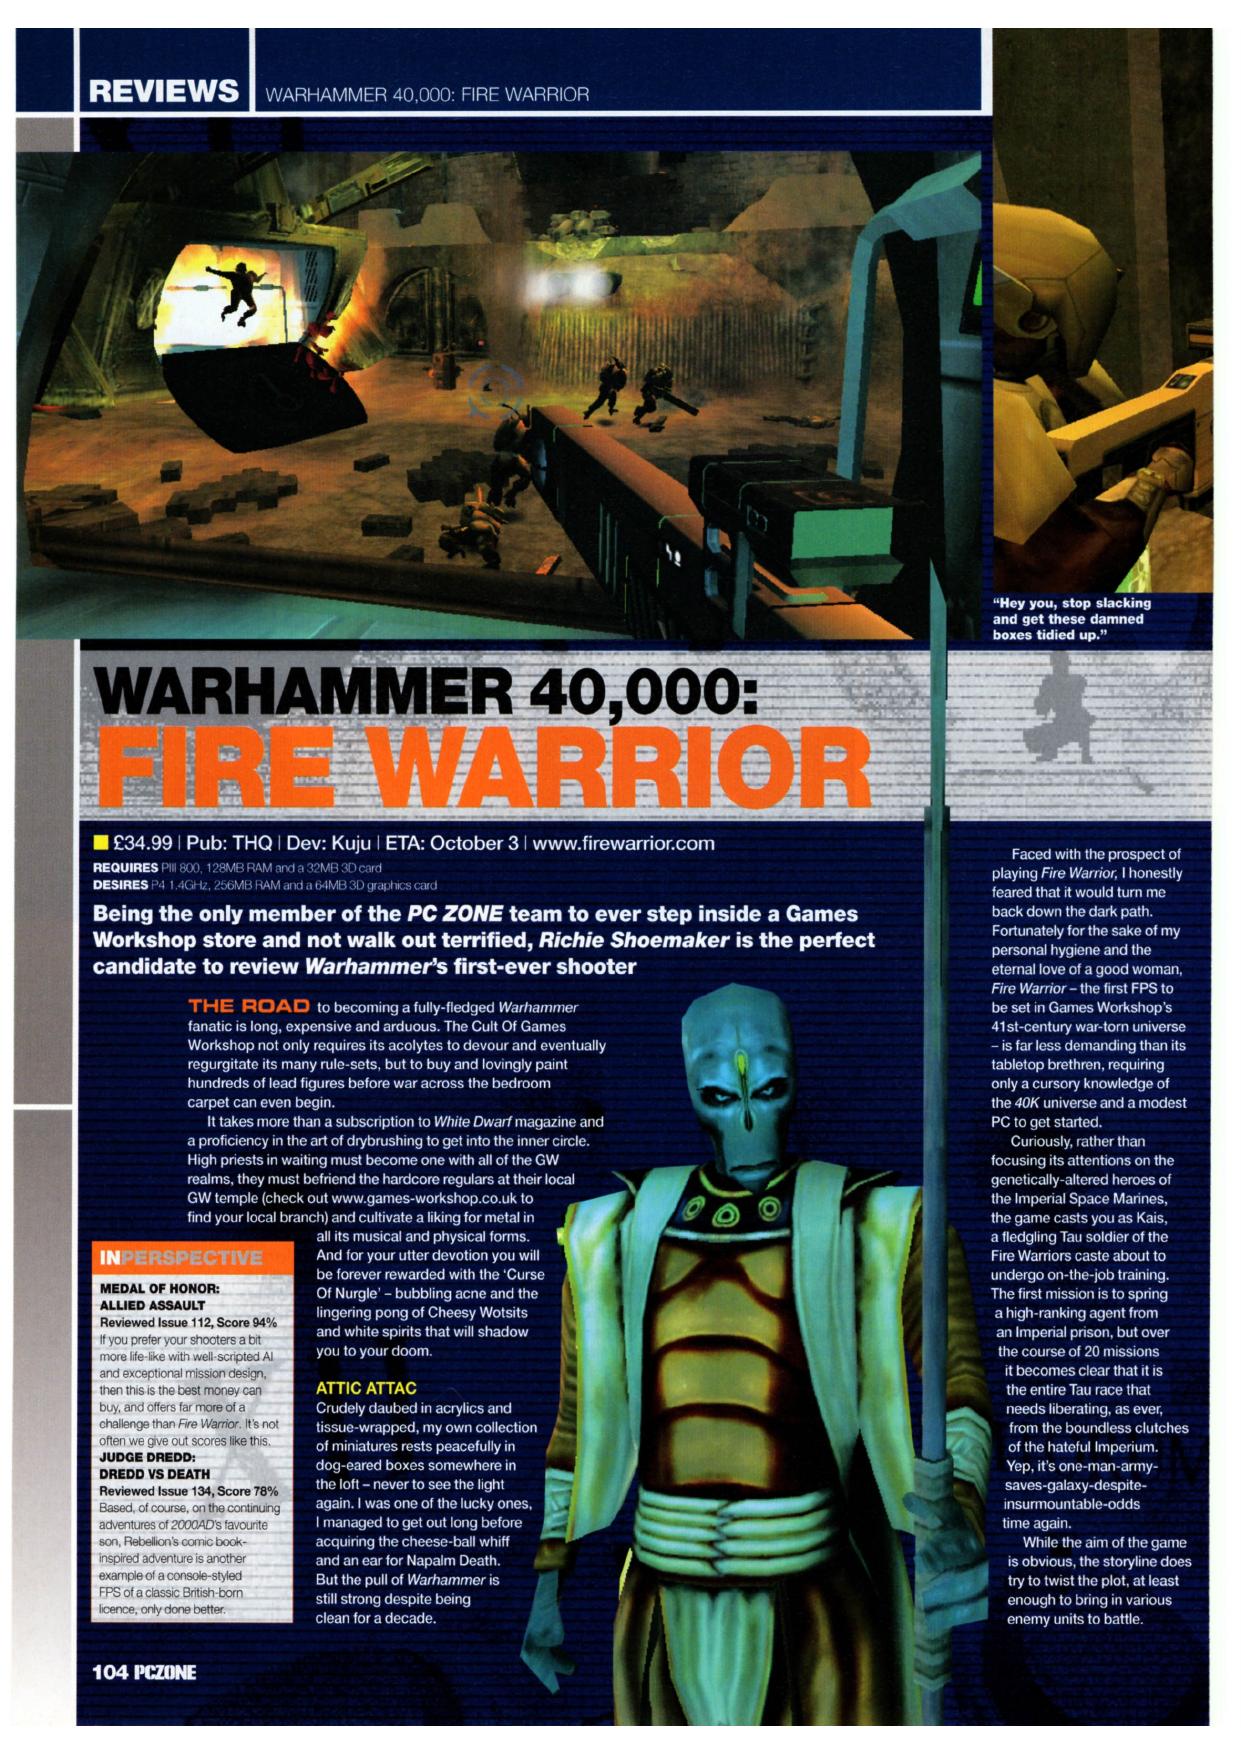 REVIEWS
WARHAMMER 40,000: FIRE WARRIOR
"Hey you, stop slacking
and get these damned
boxes tidied up."
WARHAMMER 40,000:
FIRE WARRIOR
£34.99 | Pub: THQ | Dev: Kuju | ETA: October 3 | www.firewarrior.com
REQUIRES PIII 800, 128MB RAM and a 32MB 3D card
DESIRES P4 1.4GHz, 256MB RAM and a 64MB 3D graphics card
Being the only member of the PC ZONE team to ever step inside a Games
Workshop store and not walk out terrified, Richie Shoemaker is the perfect
candidate to review Warhammer's first-ever shooter
THE ROAD to becoming a fully-fledged Warhammer
fanatic is long, expensive and arduous. The Cult Of Games
Workshop not only requires its acolytes to devour and eventually
regurgitate its many rule-sets, but to buy and lovingly paint
hundreds of lead figures before war across the bedroom
carpet can even begin.
It takes more than a subscription to White Dwarf magazine and
a proficiency in the art of drybrushing to get into the inner circle.
High priests in waiting must become one with all of the GW
realms, they must befriend the hardcore regulars at their local
GW temple (check out www.games-workshop.co.uk to
find your local branch) and cultivate a liking for metal in
all its musical and physical forms.
And for your utter devotion you will
be forever rewarded with the 'Curse
Of Nurgle' – bubbling acne and the
lingering pong of Cheesy Wotsits
and white spirits that will shadow
you to your doom.
ATTIC ATTAC
Crudely daubed in acrylics and
tissue-wrapped, my own collection
of miniatures rests peacefully in
dog-eared boxes somewhere in
the loft – never to see the light
again. I was one of the lucky ones,
I managed to get out long before
acquiring the cheese-ball whiff
and an ear for Napalm Death.
But the pull of Warhammer is
still strong despite being
clean for a decade.
INPERSPECTIVE
MEDAL OF HONOR:
ALLIED ASSAULT
Reviewed Issue 112, Score 94%
If you prefer your shooters a bit
more life-like with well-scripted AI
and exceptional mission design,
then this is the best money can
buy, and offers far more of a
challenge than Fire Warrior. It's not
often we give out scores like this.
JUDGE DREDD:
DREDD VS DEATH
Reviewed Issue 134, Score 78%
Based, of course, on the continuing
adventures of 2000AD's favourite
son, Rebellion's comic book-
inspired adventure is another
example of a console-styled
FPS of a classic British-born
licence, only done better.
Faced with the prospect of
playing Fire Warrior, I honestly
feared that it would turn me
back down the dark path.
Fortunately for the sake of my
personal hygiene and the
eternal love of a good woman,
Fire Warrior – the first FPS to
be set in Games Workshop's
41st-century war-torn universe
– is far less demanding than its
tabletop brethren, requiring
only a cursory knowledge of
the 40K universe and a modest
PC to get started.
Curiously, rather than
focusing its attentions on the
genetically-altered heroes of
the Imperial Space Marines,
the game casts you as Kais,
a fledgling Tau soldier of the
Fire Warriors caste about to
undergo on-the-job training.
The first mission is to spring
a high-ranking agent from
an Imperial prison, but over
the course of 20 missions
it becomes clear that it is
the entire Tau race that
needs liberating, as ever,
from the boundless clutches
of the hateful Imperium.
Yep, it's one-man-army-
saves-galaxy-despite-
insurmountable-odds
time again.
While the aim of the game
is obvious, the storyline does
try to twist the plot, at least
enough to bring in various
enemy units to battle.
104 PCZONE